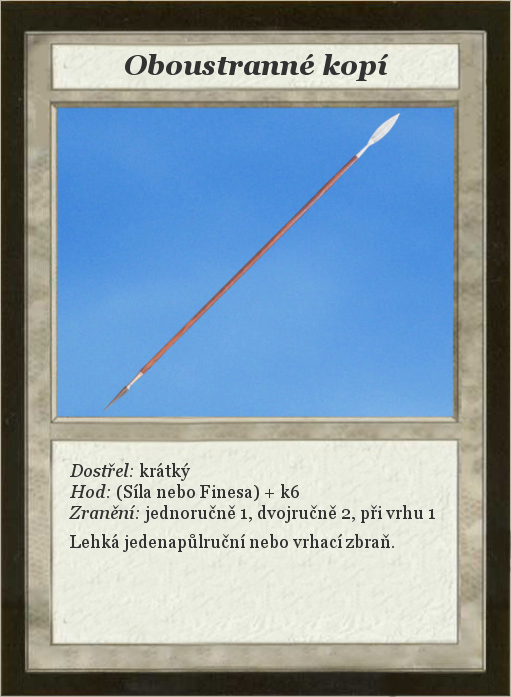 Oboustranné kopí
Dostřel: krátký
Hod: (Síla nebo Finesa) + k6
Zranění: jednoručně 1, dvojručně 2, při vrhu 1
Lehká jedenapůlruční nebo vrhací zbraň.